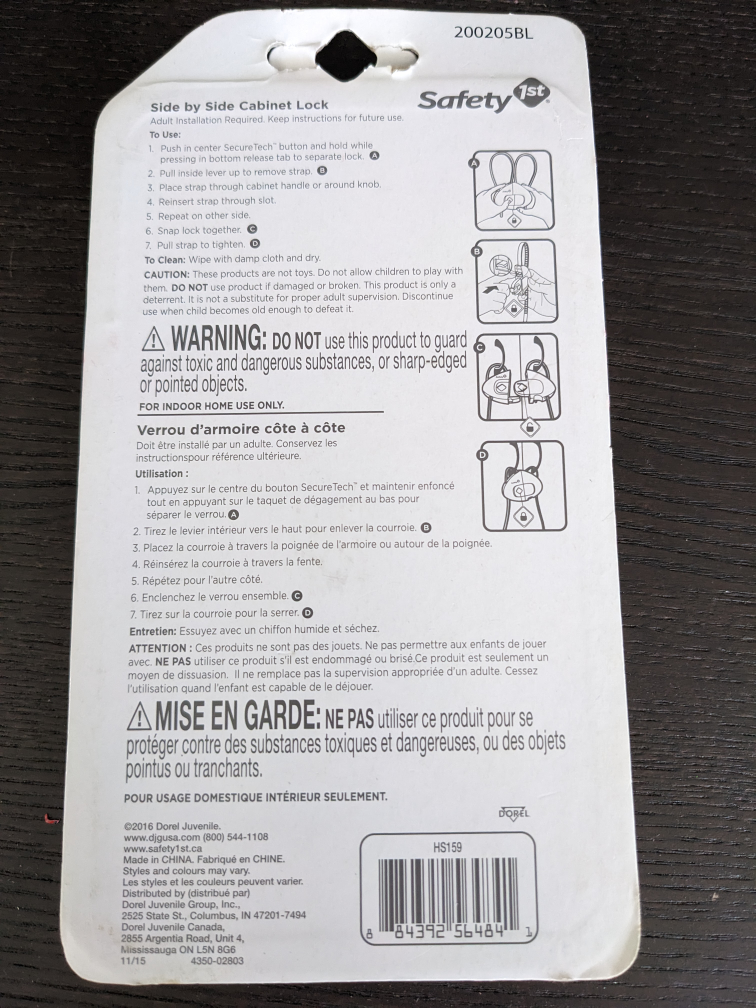 200205BL
Safety 1st
Side by Side Cabinet Lock
Adult Installation Required. Keep instructions for future use.
To Use:
1. Push in center SecureTech™ button and hold while
pressing in bottom release tab to separate lock. A
2. Pull inside lever up to remove strap. B
3. Place strap through cabinet handle or around knob.
4. Reinsert strap through slot.
5. Repeat on other side.
6. Snap lock together. C
7. Pull strap to tighten. D
To Clean: Wipe with damp cloth and dry.
CAUTION: These products are not toys. Do not allow children to play with
them. DO NOT use product if damaged or broken. This product is only a
deterrent. It is not a substitute for proper adult supervision. Discontinue
use when child becomes old enough to defeat it.
WARNING: DO NOT use this product to guard
against toxic and dangerous substances, or sharp-edged
or pointed objects.
FOR INDOOR HOME USE ONLY.
A
B
C
D
Verrou d'armoire côte à côte
Doit être installé par un adulte. Conservez les
instructionspour référence ultérieure.
Utilisation :
1. Appuyez sur le centre du bouton SecureTech™ et maintenir enfoncé
tout en appuyant sur le taquet de dégagement au bas pour
séparer le verrou. A
2. Tirez le levier intérieur vers le haut pour enlever la courroie. B
3. Placez la courroie à travers la poignée de l'armoire ou autour de la poignée.
4. Réinsérez la courroie à travers la fente.
5. Répétez pour l'autre côté.
6. Enclenchez le verrou ensemble. C
7. Tirez sur la courroie pour la serrer. D
Entretien: Essuyez avec un chiffon humide et séchez.
ATTENTION : Ces produits ne sont pas des jouets. Ne pas permettre aux enfants de jouer
avec. NE PAS utiliser ce produit s'il est endommagé ou brisé.Ce produit est seulement un
moyen de dissuasion. Il ne remplace pas la supervision appropriée d'un adulte. Cessez
l'utilisation quand l'enfant est capable de le déjouer.
MISE EN GARDE: NE PAS utiliser ce produit pour se
protéger contre des substances toxiques et dangereuses, ou des objets
pointus ou tranchants.
POUR USAGE DOMESTIQUE INTÉRIEUR SEULEMENT.
DOREL
©2016 Dorel Juvenile.
www.djgusa.com (800) 544-1108
www.safety1st.ca
Made in CHINA. Fabriqué en CHINE.
Styles and colours may vary.
Les styles et les couleurs peuvent varier.
Distributed by (distribué par)
Dorel Juvenile Group, Inc.,
2525 State St., Columbus, IN 47201-7494
Dorel Juvenile Canada,
2855 Argentia Road, Unit 4,
Mississauga ON L5N 8G6
11/15 4350-02803
HS159
8 84392 56484 1